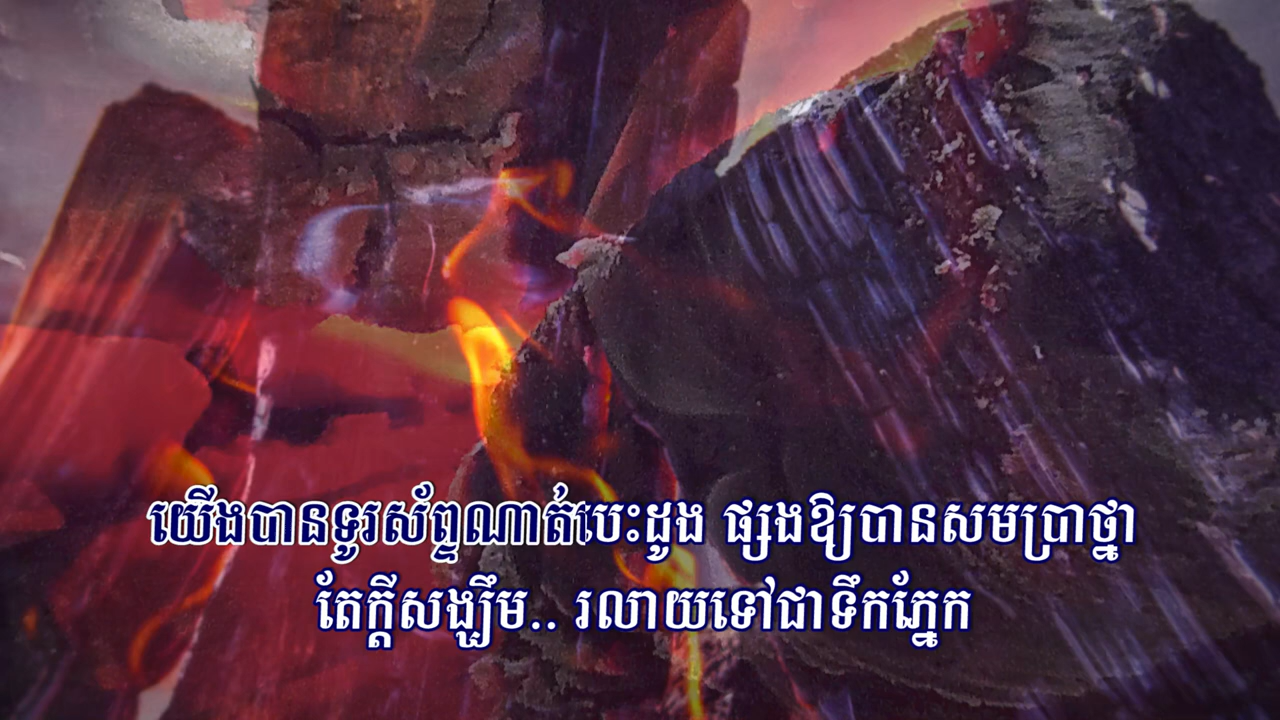 យើងបានទូរស័ព្ទណាត់បេះដូង ផ្សងឱ្យបានសមប្រាថ្នា
តែក្ដីសង្ឃឹម.. រលាយទៅជាទឹកភ្នែក